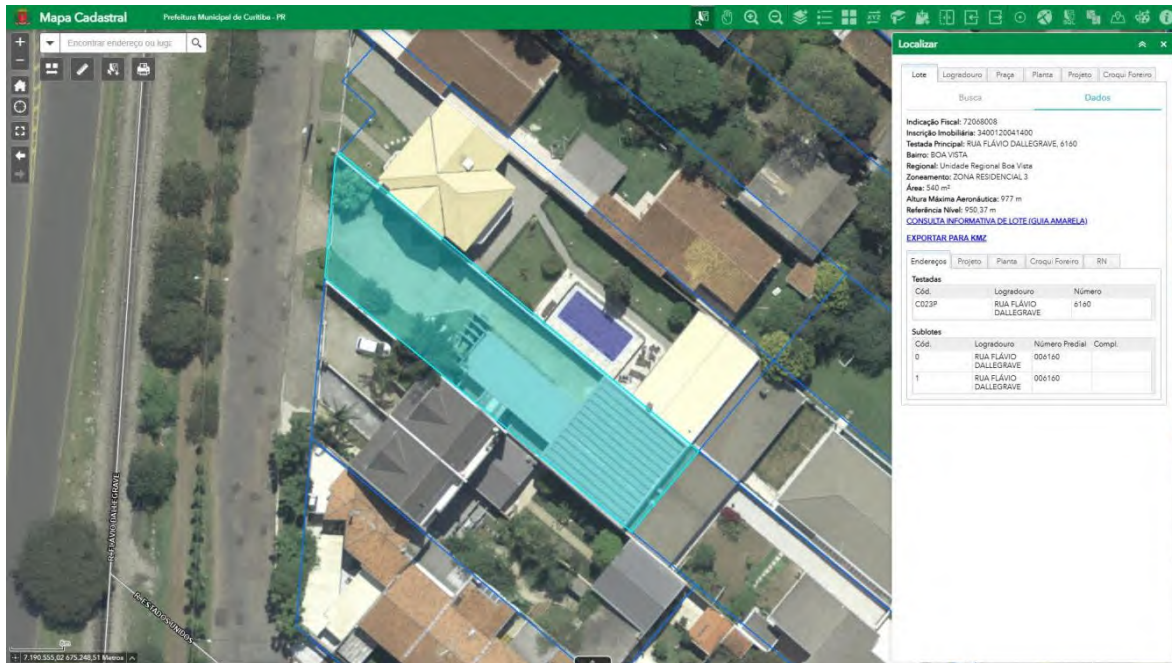 Mapa Cadastral
Prefeitura Municipal de Curitiba - PR
Encontrar endereço ou luga
Localizar
Lote Logradouro Praça Planta Projeto Croqui Foreiro
Busca Dados
Indicação Fiscal: 72068008
Inscrição Imobiliária: 3400120041400
Testada Principal: RUA FLÁVIO DALLEGRAVE, 6160
Bairro: BOA VISTA
Regional: Unidade Regional Boa Vista
Zoneamento: ZONA RESIDENCIAL 3
Área: 540 m²
Altura Máxima Aeronáutica: 977 m
Referência Nível: 950,37 m
CONSULTA INFORMATIVA DE LOTE (GUIA AMARELA)
EXPORTAR PARA KMZ
Endereços Projeto Planta Croqui Foreiro RN
Testadas
Cód. Logradouro Número
C023P RUA FLÁVIO DALLEGRAVE 6160
Sublotes
Cód. Logradouro Número Predial Compl.
0 RUA FLÁVIO DALLEGRAVE 006160
1 RUA FLÁVIO DALLEGRAVE 006160
R. FLÁVIO DALLEGRAVE
R. ESTADOS UNIDOS
7.190.555,02 675.248,51 Metros